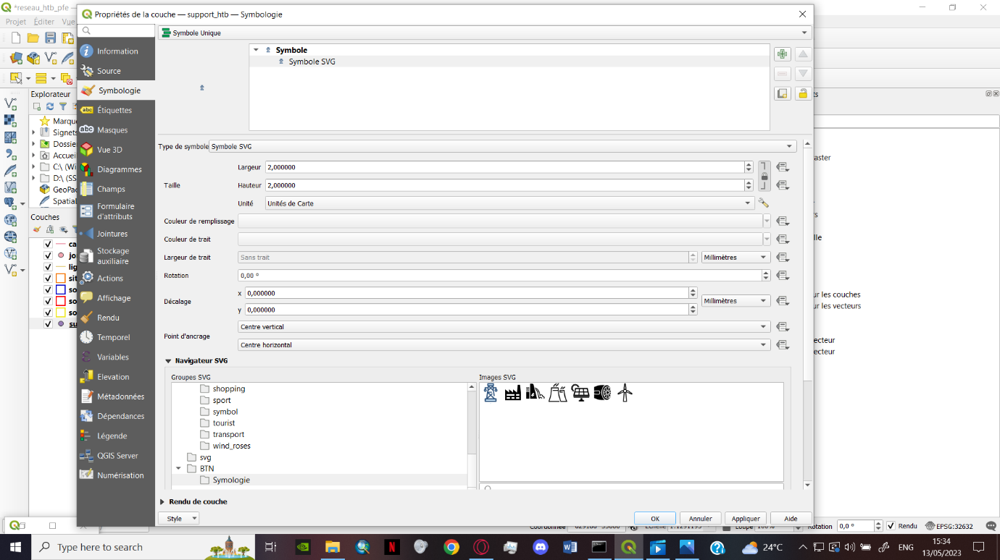 *reseau_htb_pfe —
Propriétés de la couche — support_htb — Symbologie
Projet Éditer Vue
Symbole Unique
Information
Source
Symbologie
Étiquettes
Masques
Vue 3D
Diagrammes
Champs
Formulaire
d'attributs
Jointures
Stockage
auxiliaire
Actions
Affichage
Rendu
Temporel
Variables
Elevation
Métadonnées
Dépendances
Légende
QGIS Server
Numérisation
Symbole
Symbole SVG
Explorateur
Marqu
Signets
Dossie
Accuei
C:\ (Wi
D:\ (SS
GeoPac
Spatial
Couches
ca
jo
lig
sit
so
so
so
su
Type de symbole Symbole SVG
Taille
Largeur 2,000000
Hauteur 2,000000
Unité Unités de Carte
Couleur de remplissage
Couleur de trait
Largeur de trait Sans trait Millimètres
Rotation 0,00 °
Décalage
x 0,000000
Millimètres
y 0,000000
Point d'ancrage
Centre vertical
Centre horizontal
Navigateur SVG
Groupes SVG
Images SVG
shopping
sport
symbol
tourist
transport
wind_roses
svg
BTN
Symologie
Rendu de couche
Style
OK
Annuler
Appliquer
Aide
ts
aster
rs
lle
ur les couches
ur les vecteurs
ecteur
ecteur
Rotation 0,0 °
Rendu
EPSG:32632
Type here to search
24°C
ENG
15:34
13/05/2023